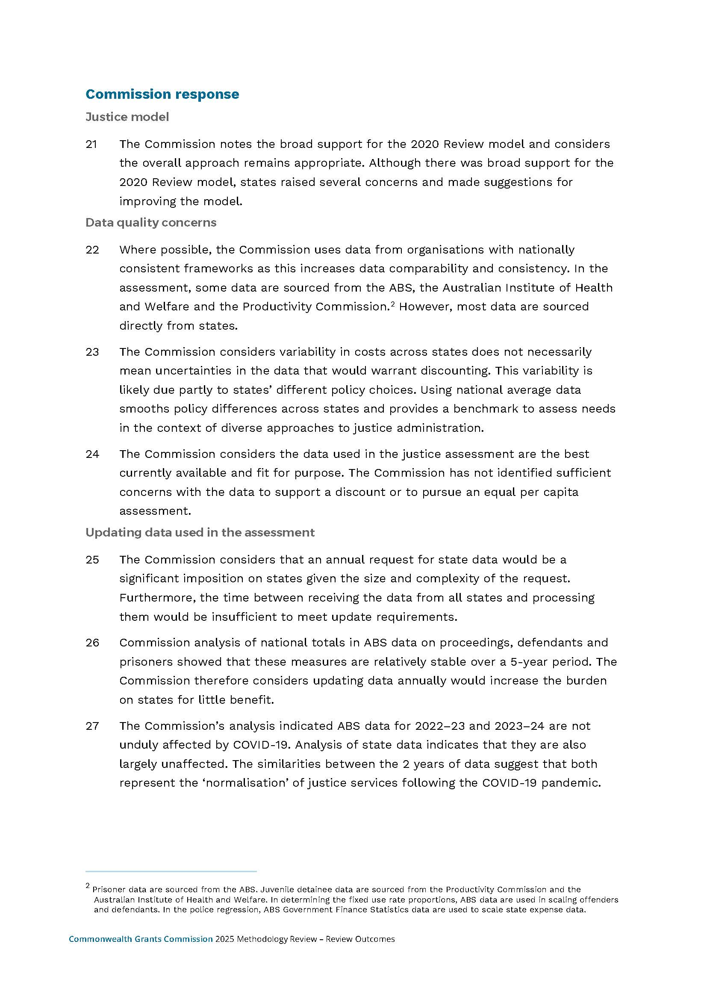 Commission response
Justice model
21 The Commission notes the broad support for the 2020 Review model and considers
the overall approach remains appropriate. Although there was broad support for the
2020 Review model, states raised several concerns and made suggestions for
improving the model.
Data quality concerns
22 Where possible, the Commission uses data from organisations with nationally
consistent frameworks as this increases data comparability and consistency. In the
assessment, some data are sourced from the ABS, the Australian Institute of Health
and Welfare and the Productivity Commission.² However, most data are sourced
directly from states.
23 The Commission considers variability in costs across states does not necessarily
mean uncertainties in the data that would warrant discounting. This variability is
likely due partly to states’ different policy choices. Using national average data
smooths policy differences across states and provides a benchmark to assess needs
in the context of diverse approaches to justice administration.
24 The Commission considers the data used in the justice assessment are the best
currently available and fit for purpose. The Commission has not identified sufficient
concerns with the data to support a discount or to pursue an equal per capita
assessment.
Updating data used in the assessment
25 The Commission considers that an annual request for state data would be a
significant imposition on states given the size and complexity of the request.
Furthermore, the time between receiving the data from all states and processing
them would be insufficient to meet update requirements.
26 Commission analysis of national totals in ABS data on proceedings, defendants and
prisoners showed that these measures are relatively stable over a 5-year period. The
Commission therefore considers updating data annually would increase the burden
on states for little benefit.
27 The Commission’s analysis indicated ABS data for 2022–23 and 2023–24 are not
unduly affected by COVID-19. Analysis of state data indicates that they are also
largely unaffected. The similarities between the 2 years of data suggest that both
represent the ‘normalisation’ of justice services following the COVID-19 pandemic.
² Prisoner data are sourced from the ABS. Juvenile detainee data are sourced from the Productivity Commission and the
Australian Institute of Health and Welfare. In determining the fixed use rate proportions, ABS data are used in scaling offenders
and defendants. In the police regression, ABS Government Finance Statistics data are used to scale state expense data.
Commonwealth Grants Commission 2025 Methodology Review – Review Outcomes